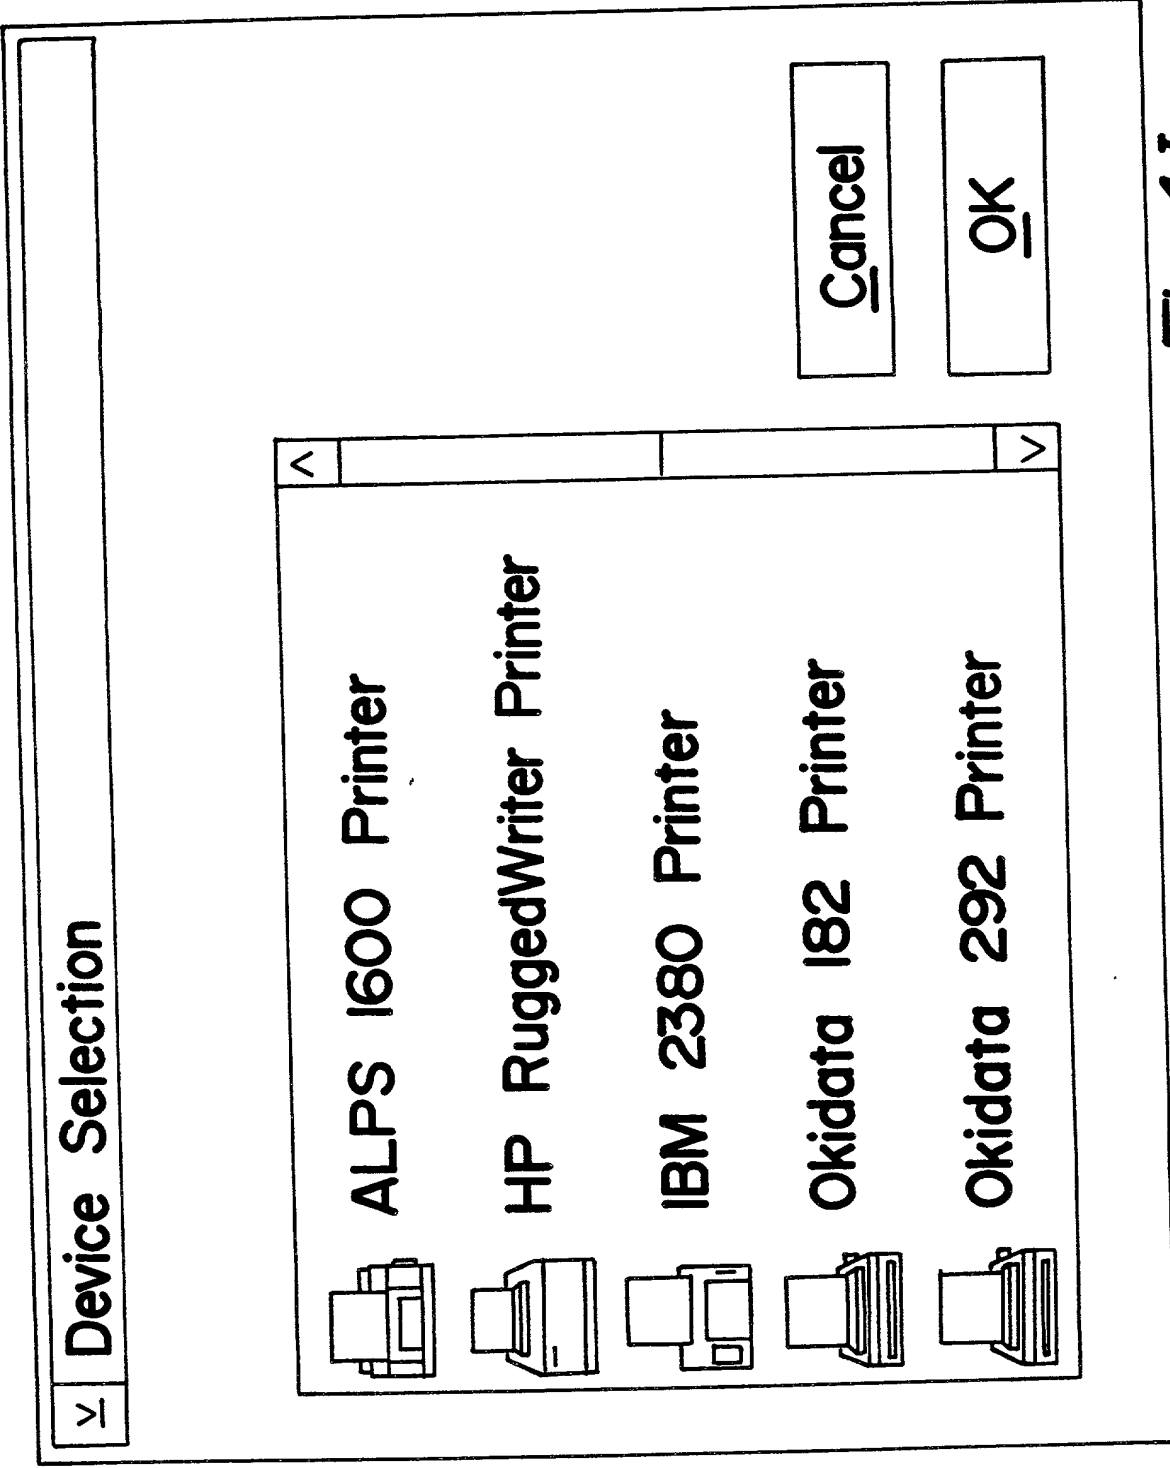 Device Selection
ALPS 1600 Printer
HP RuggedWriter Printer
IBM 2380 Printer
Okidata 182 Printer
Okidata 292 Printer
Cancel
OK